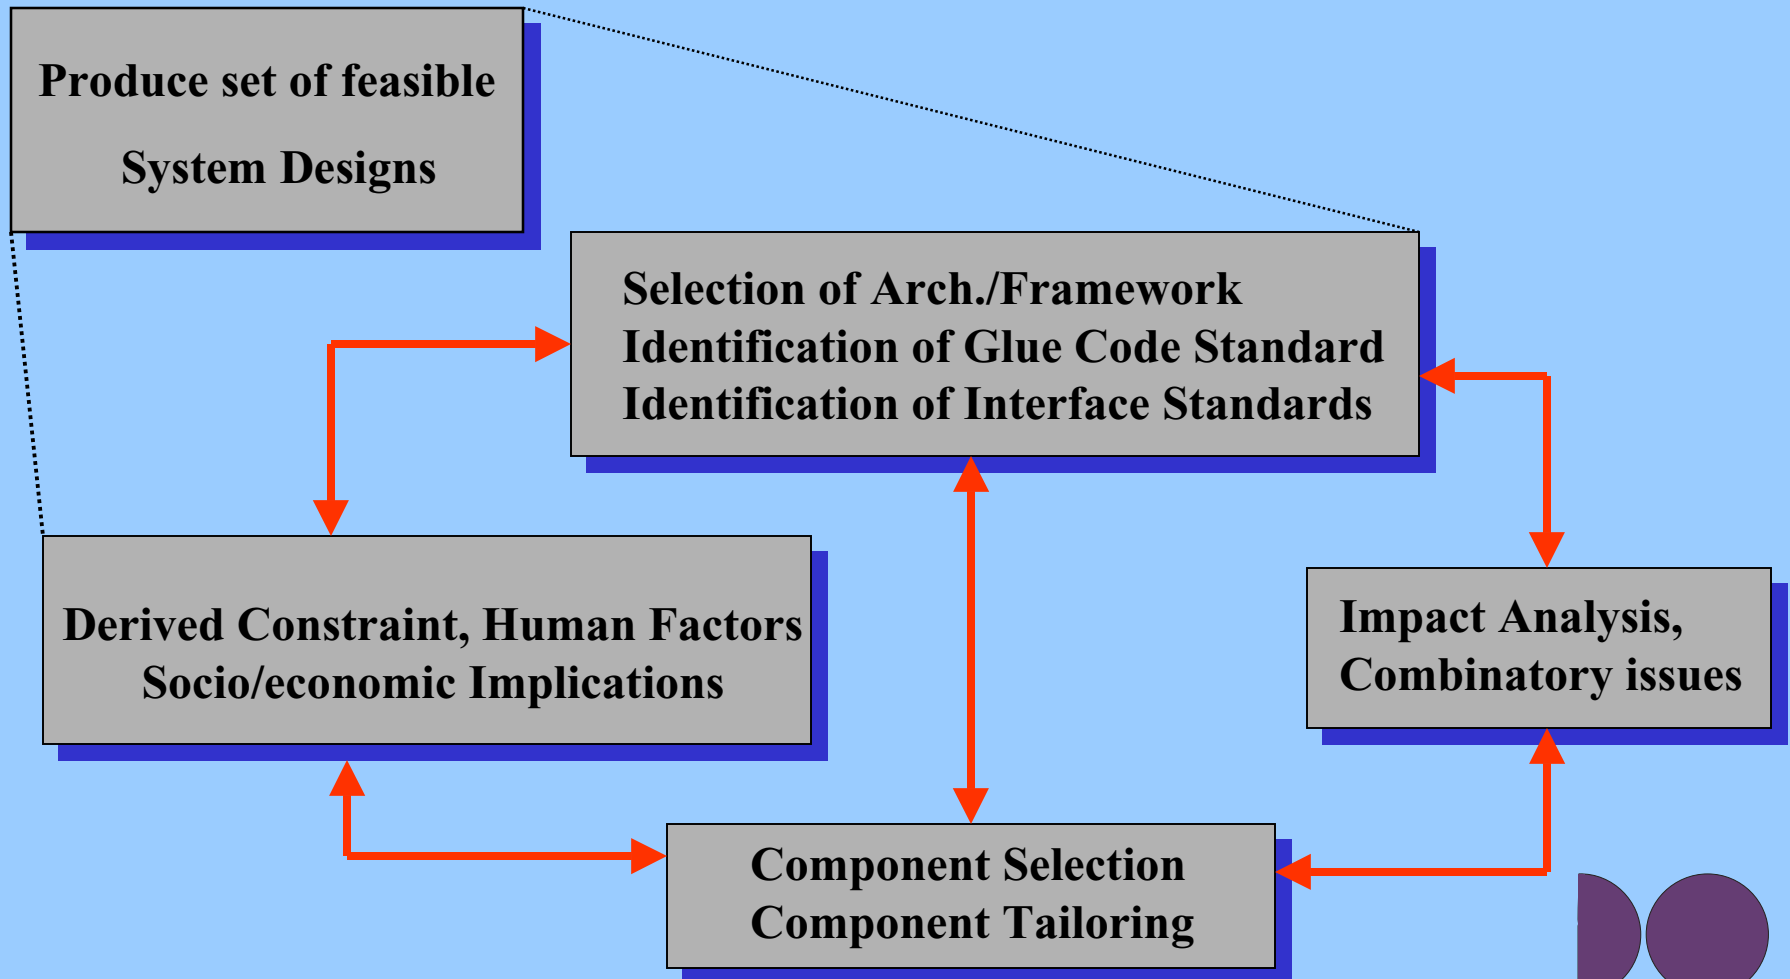 Produce set of feasible
System Designs
Selection of Arch./Framework
Identification of Glue Code Standard
Identification of Interface Standards
Derived Constraint, Human Factors
Socio/economic Implications
Impact Analysis,
Combinatory issues
Component Selection
Component Tailoring